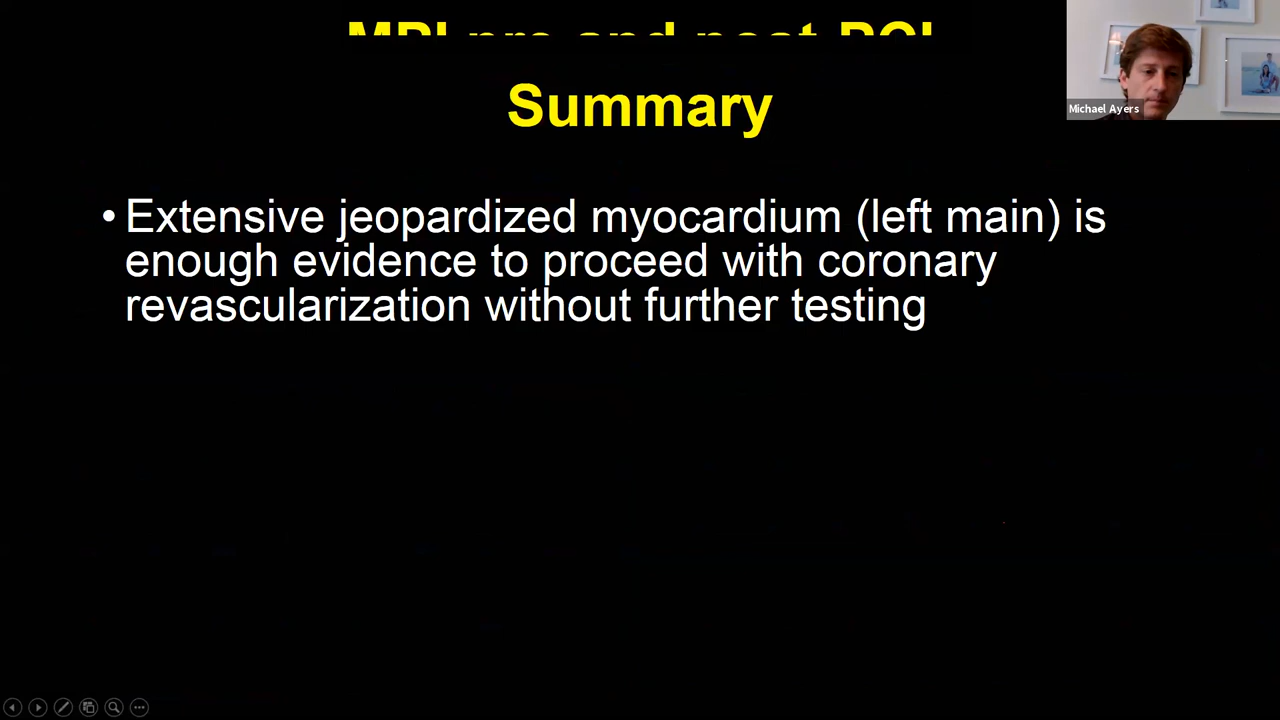 MPI pre and post-PCI
Summary
Michael Ayers
• Extensive jeopardized myocardium (left main) is
enough evidence to proceed with coronary
revascularization without further testing